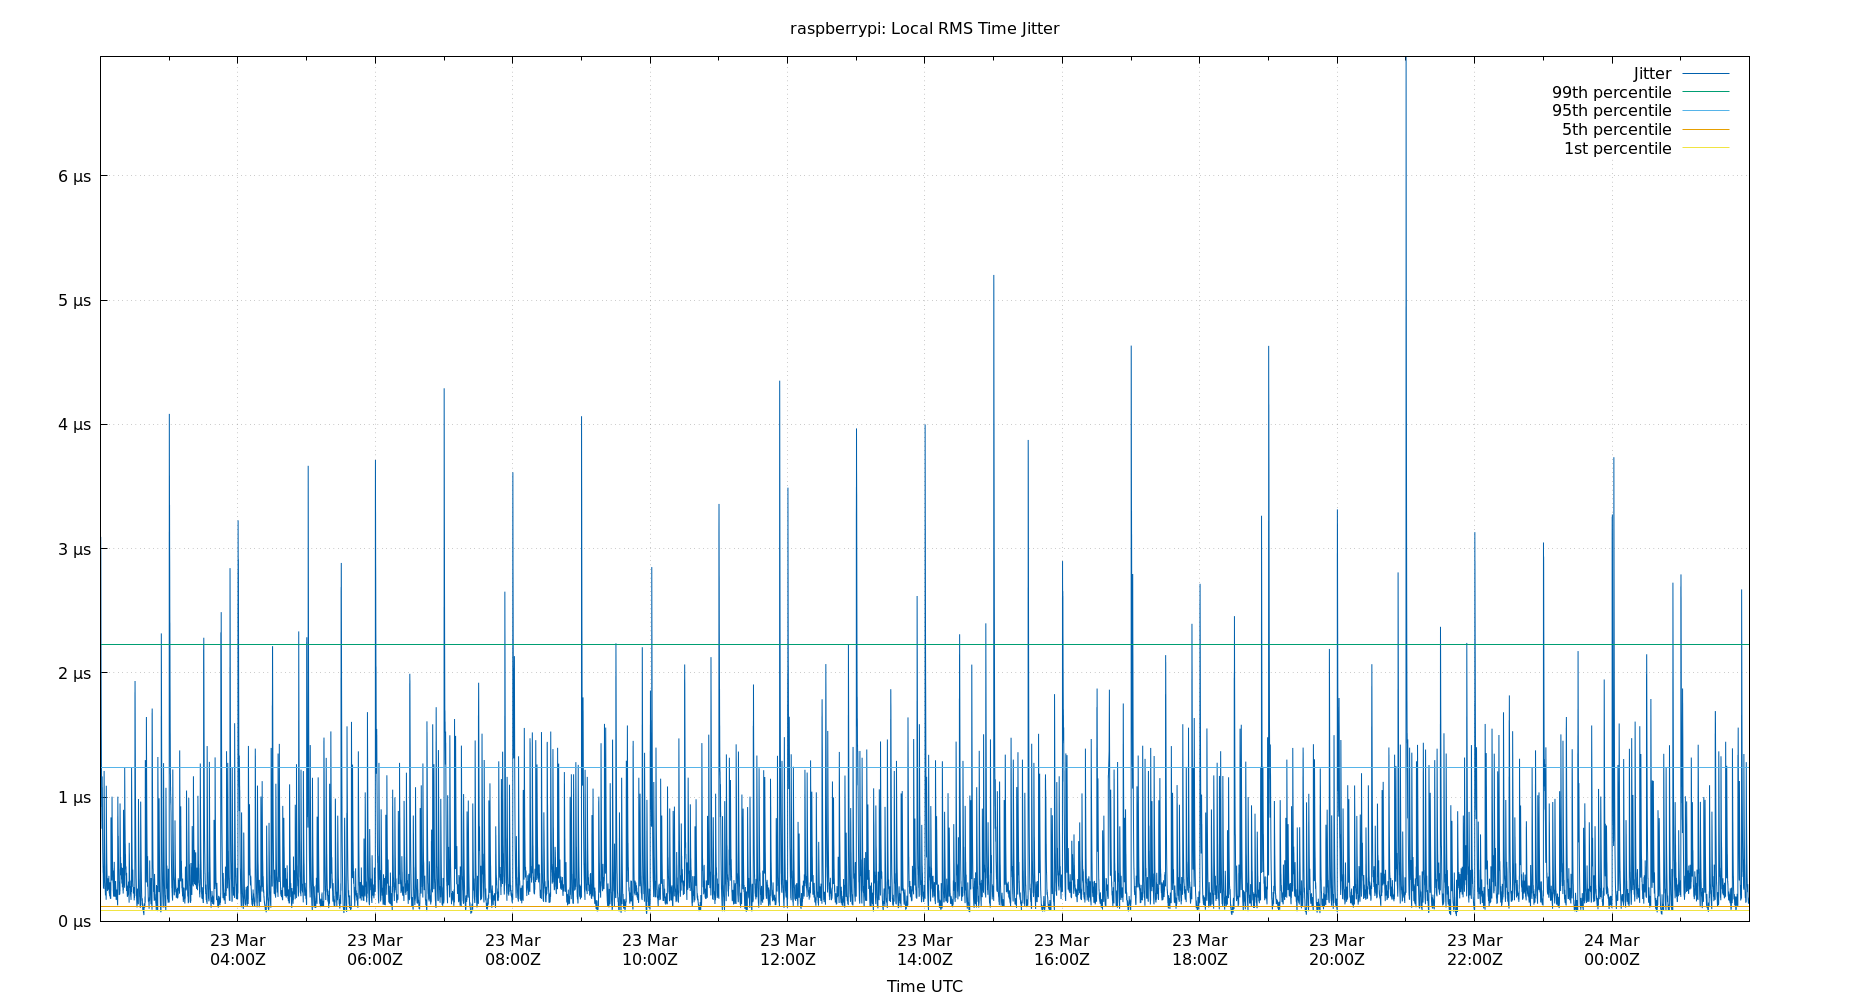 raspberrypi: Local RMS Time Jitter
Jitter
99th percentile
95th percentile
5th percentile
1st percentile
6 µs
5 µs
4 µs
3 µs
2 µs
1 µs
0 µs
23 Mar 23 Mar 23 Mar 23 Mar 23 Mar 23 Mar 23 Mar 23 Mar 23 Mar 23 Mar 24 Mar
04:00Z 06:00Z 08:00Z 10:00Z 12:00Z 14:00Z 16:00Z 18:00Z 20:00Z 22:00Z 00:00Z
Time UTC